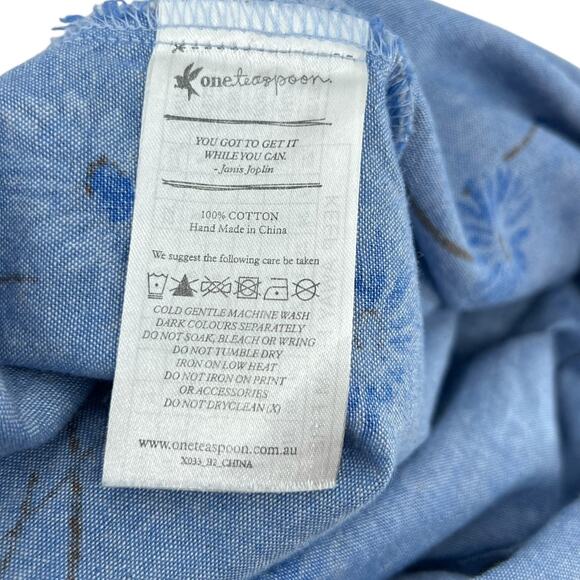 oneteaspoon.
YOU GOT TO GET IT
WHILE YOU CAN.
- Janis Joplin
100% COTTON
Hand Made in China
We suggest the following care be taken
COLD GENTLE MACHINE WASH
DARK COLOURS SEPARATELY
DO NOT SOAK, BLEACH OR WRING
DO NOT TUMBLE DRY
IRON ON LOW HEAT
DO NOT IRON ON PRINT
OR ACCESSORIES
DO NOT DRYCLEAN (X)
www.oneteaspoon.com.au
X033_B2_CHINA
KEEP AWAY